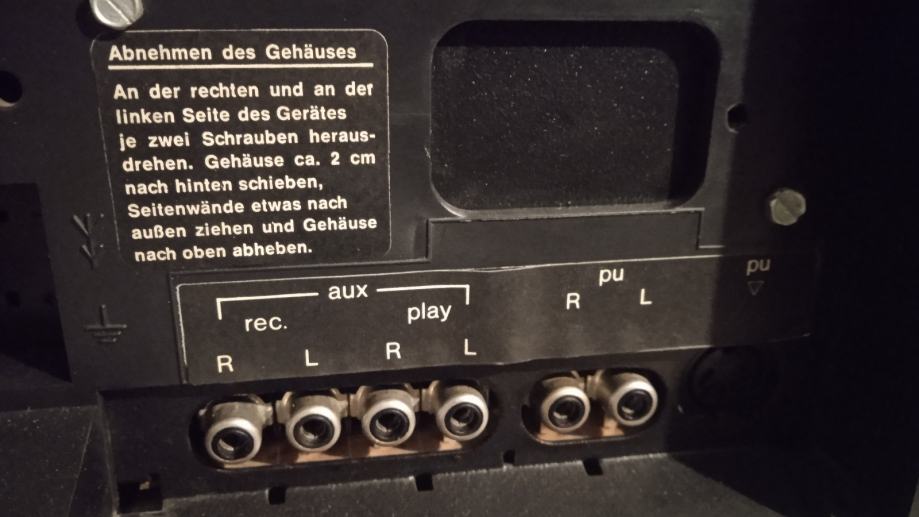 Abnehmen des Gehäuses
An der rechten und an der
linken Seite des Gerätes
je zwei Schrauben heraus-
drehen. Gehäuse ca. 2 cm
nach hinten schieben,
Seitenwände etwas nach
außen ziehen und Gehäuse
nach oben abheben.
aux
rec. play
R L R L
pu
R L
pu